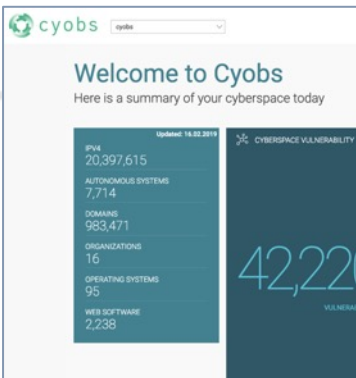 cyobs cyobs
Welcome to Cyobs
Here is a summary of your cyberspace today
Updated: 16.02.2019
IPV4
20,397,615
AUTONOMOUS SYSTEMS
7,714
DOMAINS
983,471
ORGANIZATIONS
16
OPERATING SYSTEMS
95
WEB SOFTWARE
2,238
CYBERSPACE VULNERABILITY
42,220
VULNERAB